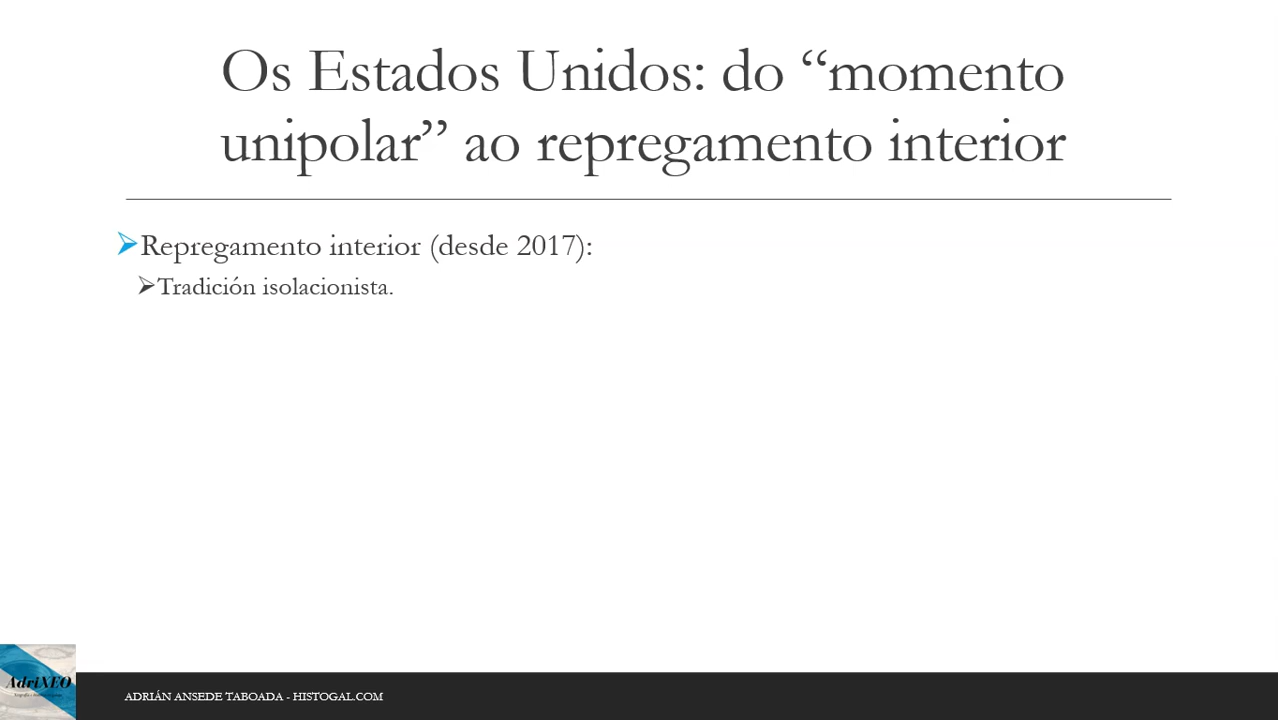 Os Estados Unidos: do “momento
unipolar” ao repregamento interior
Repregamento interior (desde 2017):
Tradición isolacionista.
AdriXEO
ADRIÁN ANSEDE TABOADA - HISTOGAL.COM